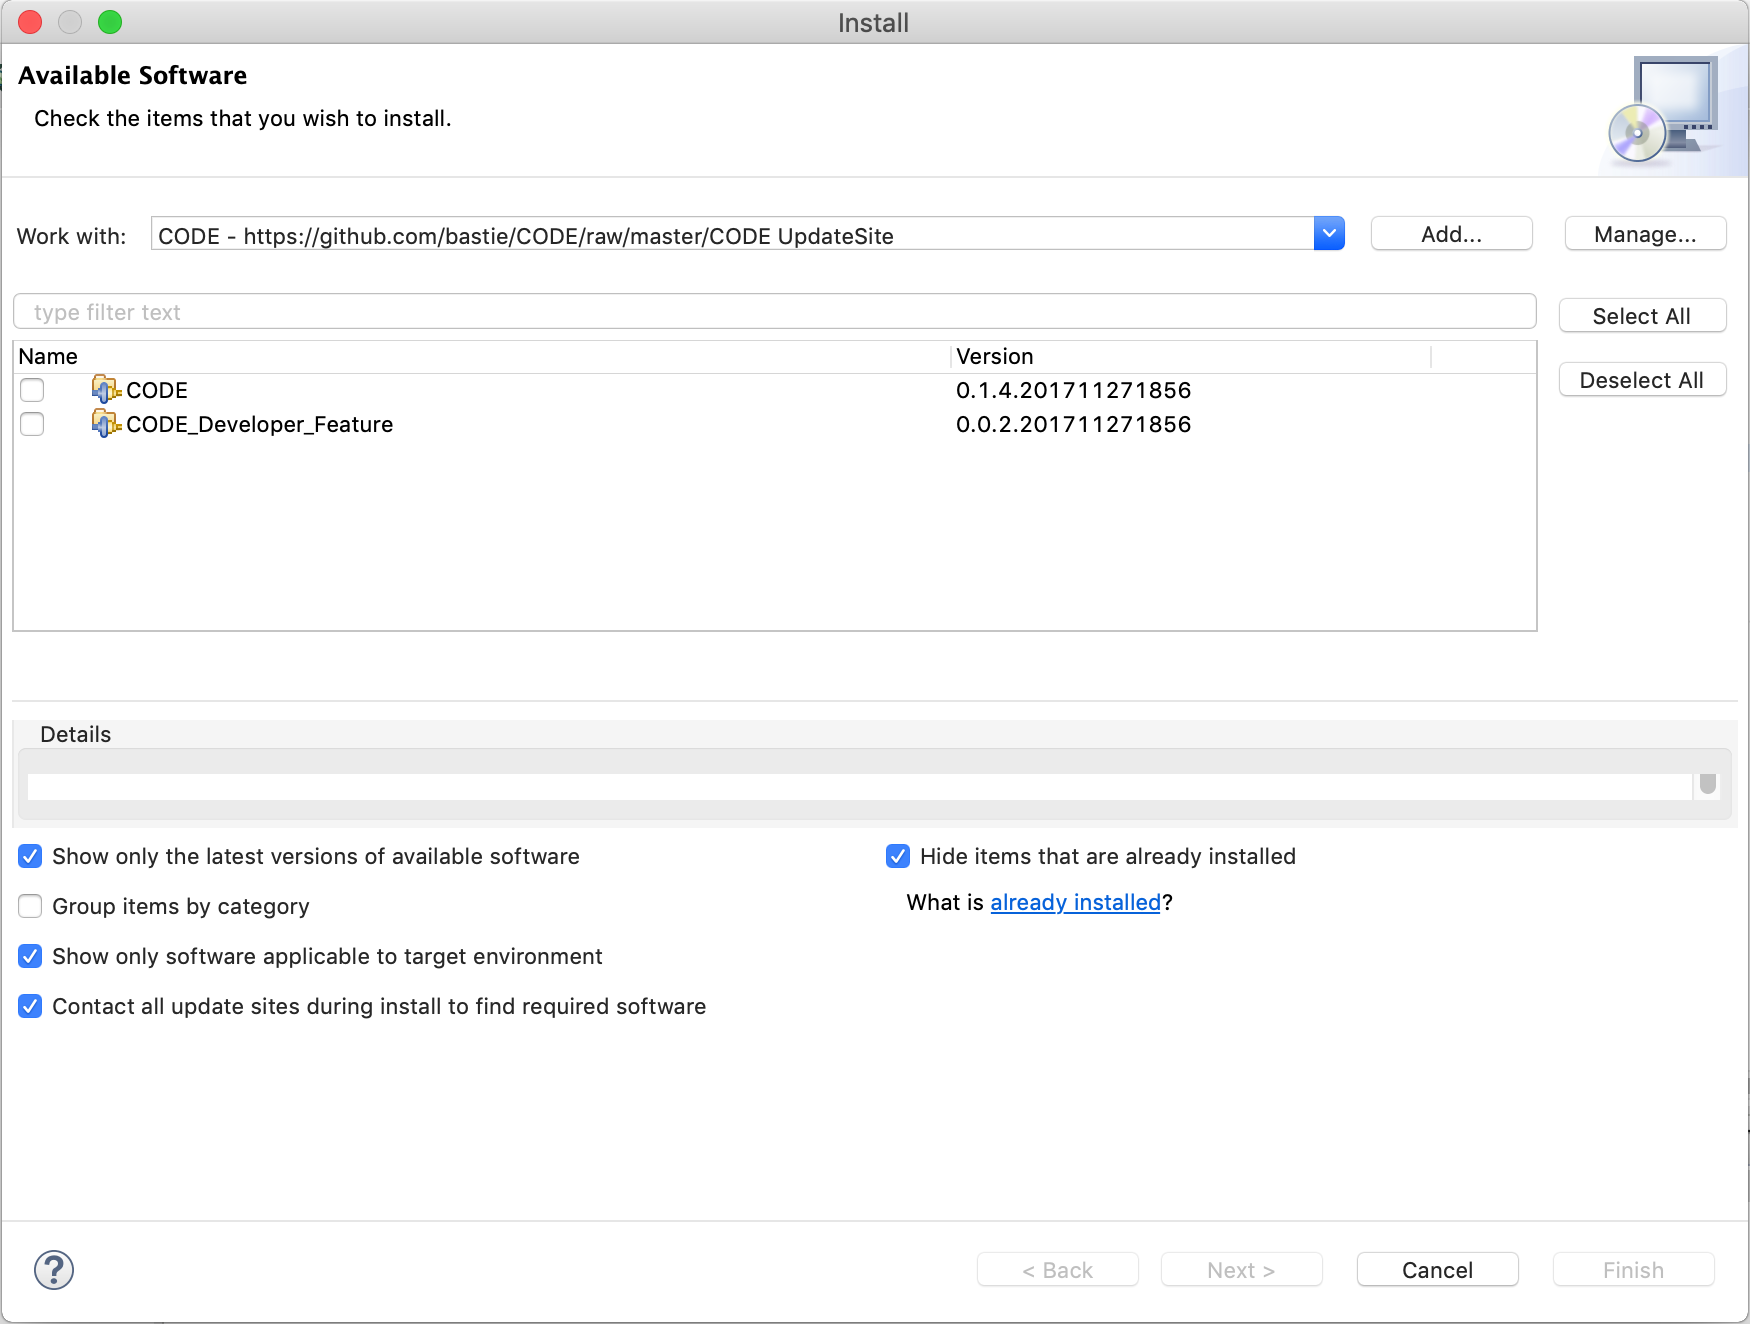 Install
Available Software
Check the items that you wish to install.
Work with: CODE - https://github.com/bastie/CODE/raw/master/CODE UpdateSite Add... Manage...
type filter text Select All
Name Version
Deselect All
CODE 0.1.4.201711271856
CODE_Developer_Feature 0.0.2.201711271856
Details
Show only the latest versions of available software Hide items that are already installed
Group items by category What is already installed?
Show only software applicable to target environment
Contact all update sites during install to find required software
? < Back Next > Cancel Finish